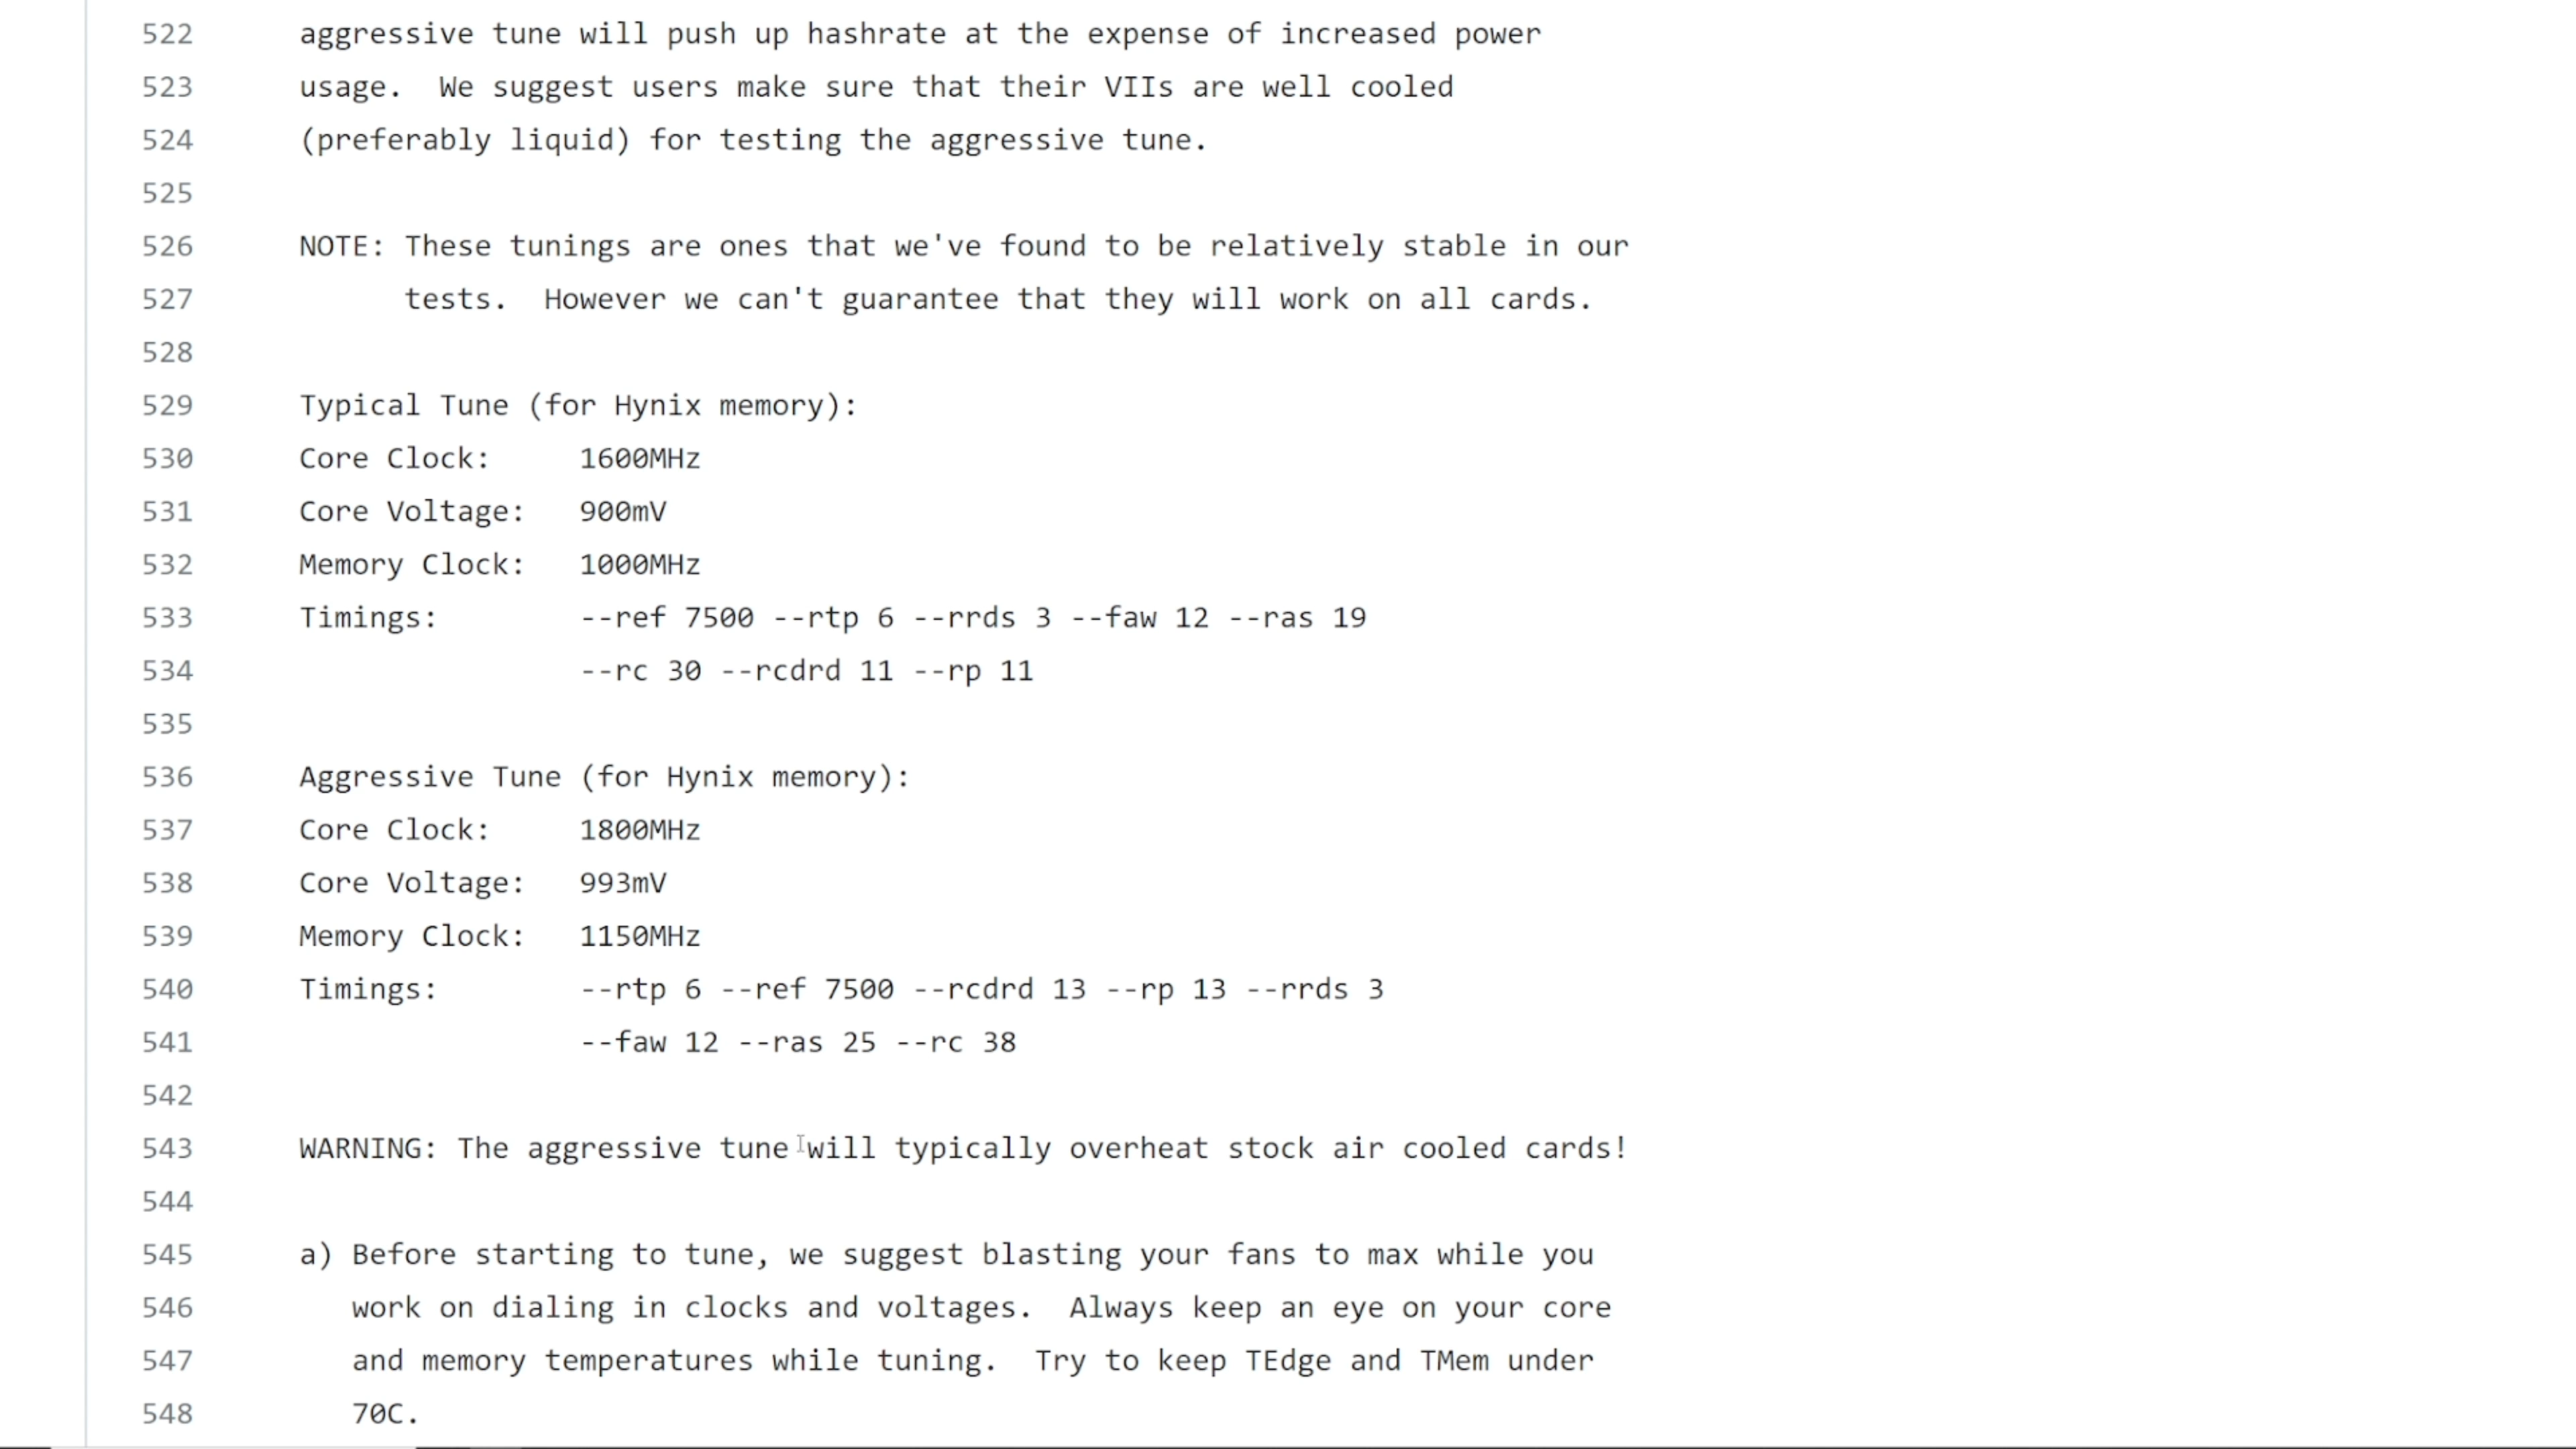 522 aggressive tune will push up hashrate at the expense of increased power
523 usage.  We suggest users make sure that their VIIs are well cooled
524 (preferably liquid) for testing the aggressive tune.
525
526 NOTE: These tunings are ones that we've found to be relatively stable in our
527       tests.  However we can't guarantee that they will work on all cards.
528
529 Typical Tune (for Hynix memory):
530 Core Clock:     1600MHz
531 Core Voltage:   900mV
532 Memory Clock:   1000MHz
533 Timings:        --ref 7500 --rtp 6 --rrds 3 --faw 12 --ras 19
534                 --rc 30 --rcdrd 11 --rp 11
535
536 Aggressive Tune (for Hynix memory):
537 Core Clock:     1800MHz
538 Core Voltage:   993mV
539 Memory Clock:   1150MHz
540 Timings:        --rtp 6 --ref 7500 --rcdrd 13 --rp 13 --rrds 3
541                 --faw 12 --ras 25 --rc 38
542
543 WARNING: The aggressive tune will typically overheat stock air cooled cards!
544
545 a) Before starting to tune, we suggest blasting your fans to max while you
546    work on dialing in clocks and voltages.  Always keep an eye on your core
547    and memory temperatures while tuning.  Try to keep TEdge and TMem under
548    70C.